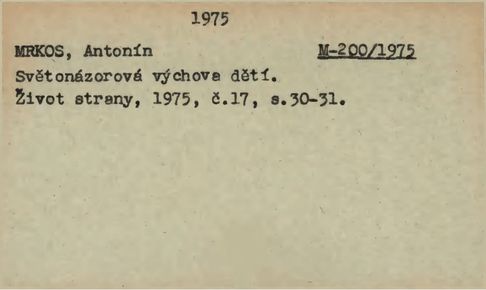 1975
MRKOS, Antonín M-200/1975
Světonázorová výchova dětí.
Život strany, 1975, č.17, s.30-31.